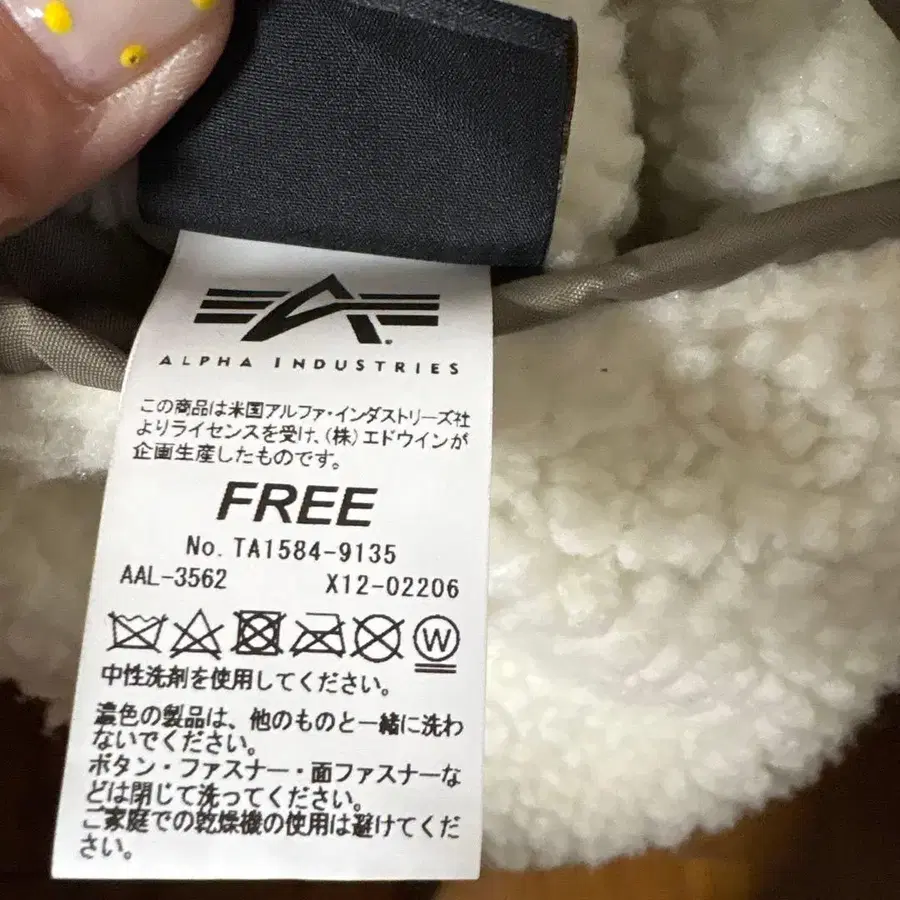 ALPHA INDUSTRIES
この商品は米国アルファ・インダストリーズ社
よりライセンスを受け、(株)エドウインが
企画生産したものです。
FREE
No. TA1584-9135
AAL-3562 X12-02206
W
中性洗剤を使用してください。
濃色の製品は、他のものと一緒に洗わ
ないでください。
ボタン・ファスナー・面ファスナーな
どは閉じて洗ってください。
ご家庭での乾燥機の使用は避けてくだ
さい。